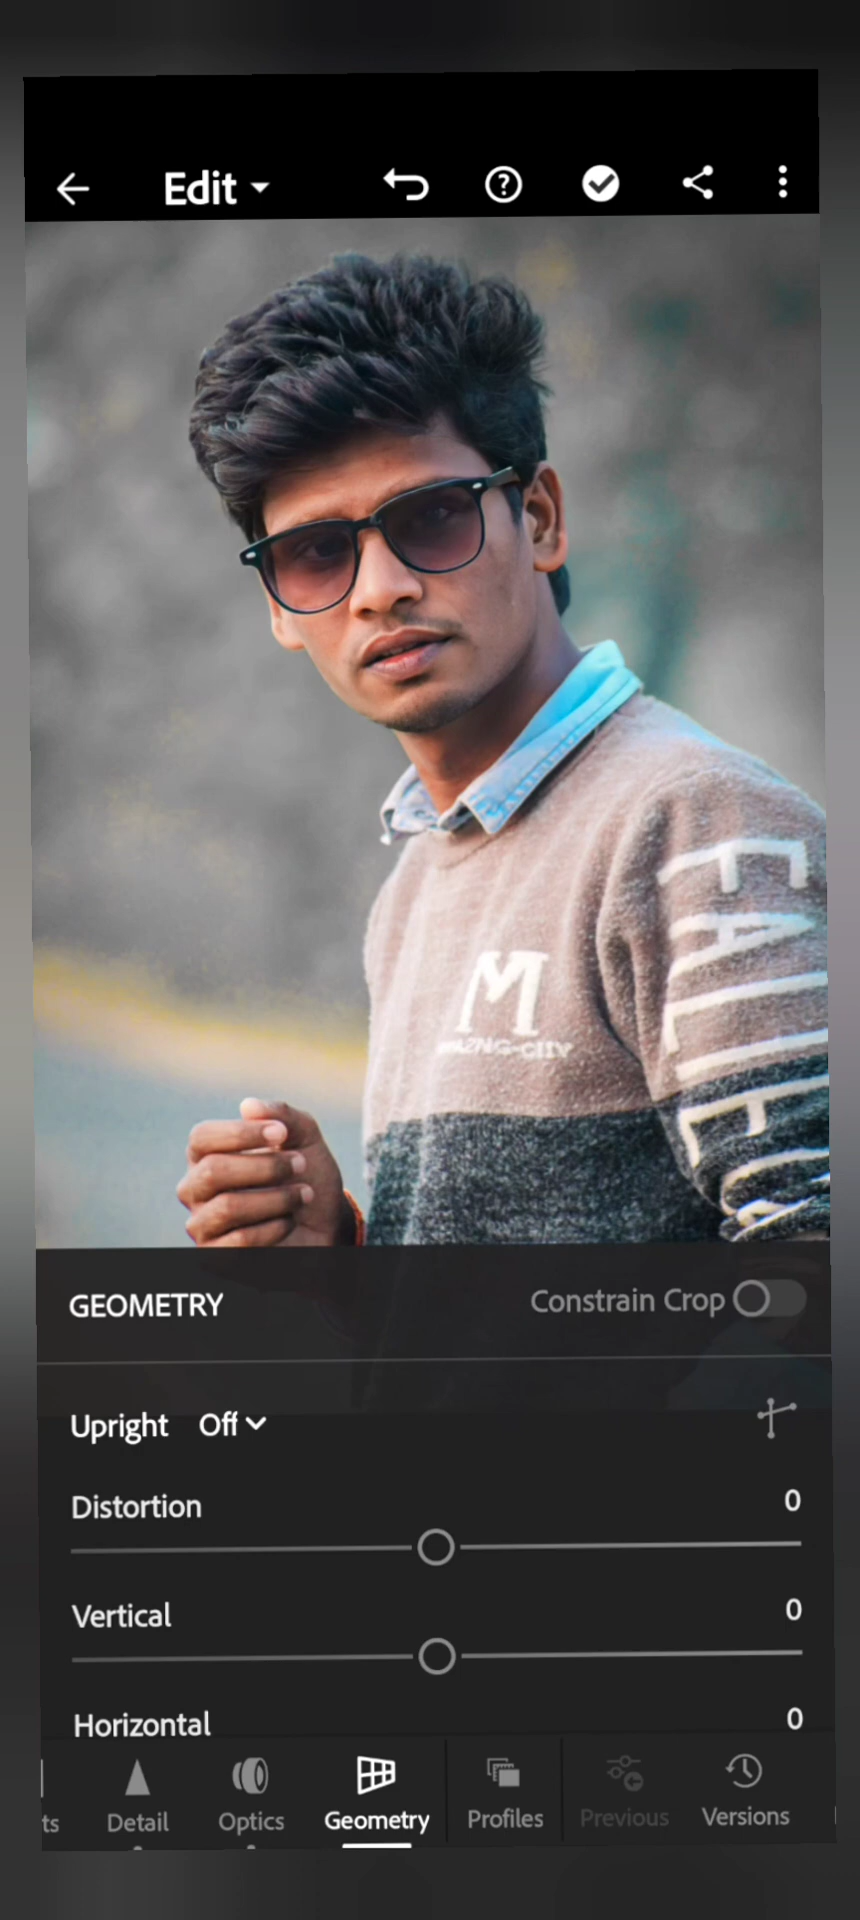 Edit
M
GEOMETRY Constrain Crop
Upright Off
Distortion 0
Vertical 0
Horizontal 0
ts Detail Optics Geometry Profiles Previous Versions